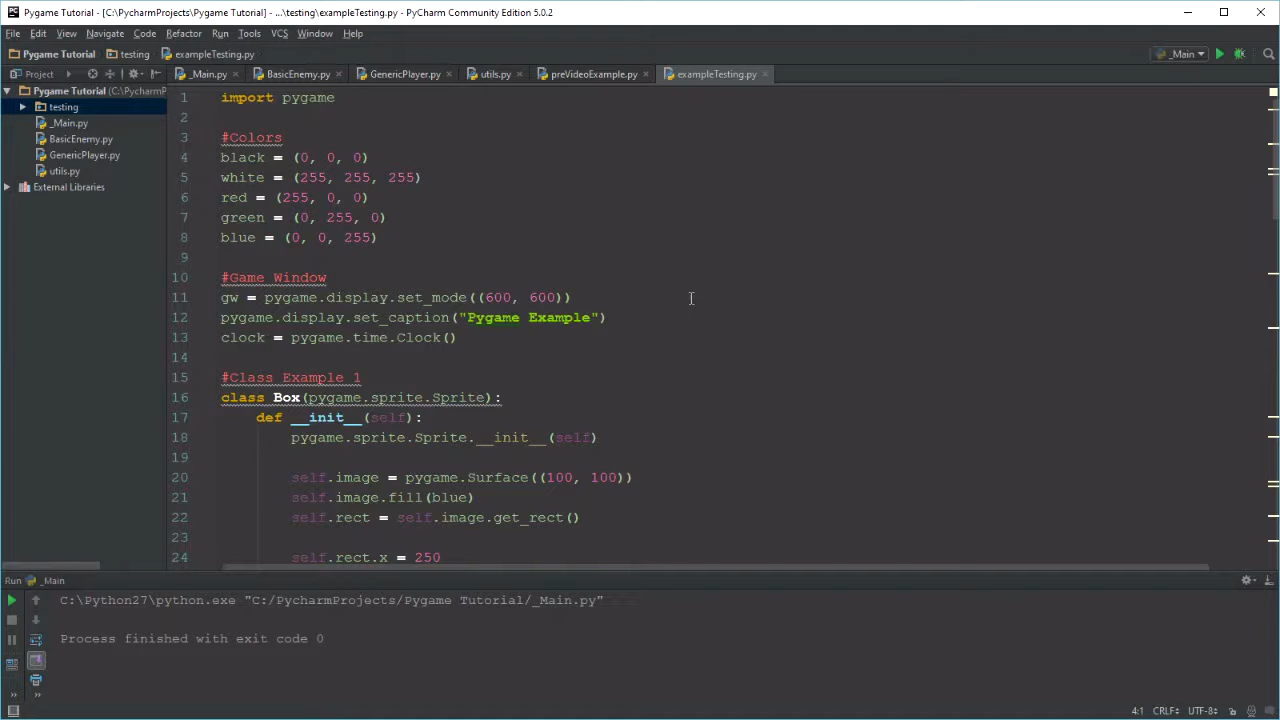 Pygame Tutorial - [C:\PycharmProjects\Pygame Tutorial] - ...\testing\exampleTesting.py - PyCharm Community Edition 5.0.2
File Edit View Navigate Code Refactor Run Tools VCS Window Help
Pygame Tutorial testing exampleTesting.py _Main
Project _Main.py BasicEnemy.py GenericPlayer.py utils.py preVideoExample.py exampleTesting.py
Pygame Tutorial (C:\PycharmP
testing
_Main.py
BasicEnemy.py
GenericPlayer.py
utils.py
External Libraries
1 import pygame
2
3 #Colors
4 black = (0, 0, 0)
5 white = (255, 255, 255)
6 red = (255, 0, 0)
7 green = (0, 255, 0)
8 blue = (0, 0, 255)
9
10 #Game Window
11 gw = pygame.display.set_mode((600, 600))
12 pygame.display.set_caption("Pygame Example")
13 clock = pygame.time.Clock()
14
15 #Class Example 1
16 class Box(pygame.sprite.Sprite):
17 def __init__(self):
18 pygame.sprite.Sprite.__init__(self)
19
20 self.image = pygame.Surface((100, 100))
21 self.image.fill(blue)
22 self.rect = self.image.get_rect()
23
24 self.rect.x = 250
Run _Main
C:\Python27\python.exe "C:/PycharmProjects/Pygame Tutorial/_Main.py"
Process finished with exit code 0
4:1 CRLF UTF-8